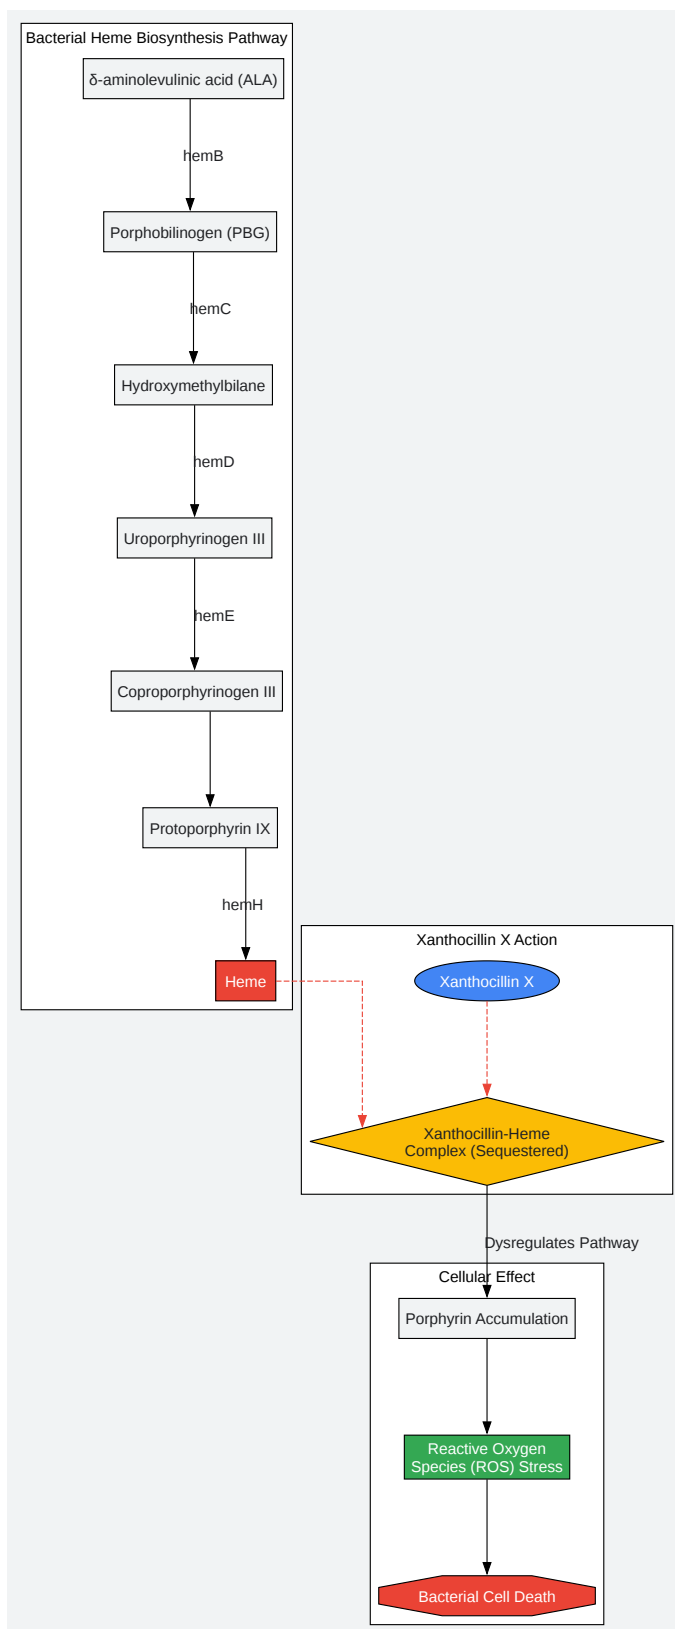 Bacterial Heme Biosynthesis Pathway
δ-aminolevulinic acid (ALA)
hemB
Porphobilinogen (PBG)
hemC
Hydroxymethylbilane
hemD
Uroporphyrinogen III
hemE
Coproporphyrinogen III
Protoporphyrin IX
hemH
Heme
Xanthocillin X Action
Xanthocillin X
Xanthocillin-Heme
Complex (Sequestered)
Dysregulates Pathway
Cellular Effect
Porphyrin Accumulation
Reactive Oxygen
Species (ROS) Stress
Bacterial Cell Death